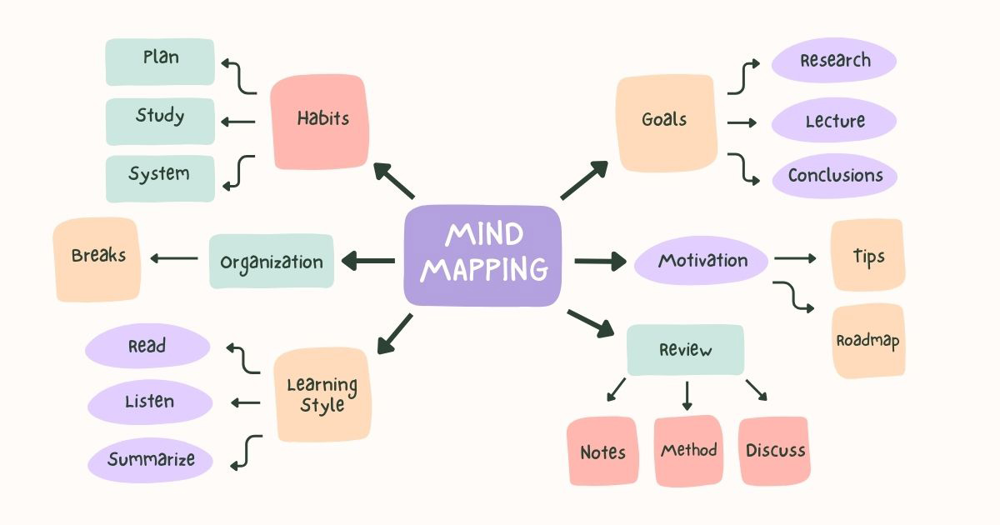 MIND
MAPPING
Habits
Plan
Study
System
Organization
Breaks
Learning
Style
Read
Listen
Summarize
Goals
Research
Lecture
Conclusions
Motivation
Tips
Roadmap
Review
Notes
Method
Discuss